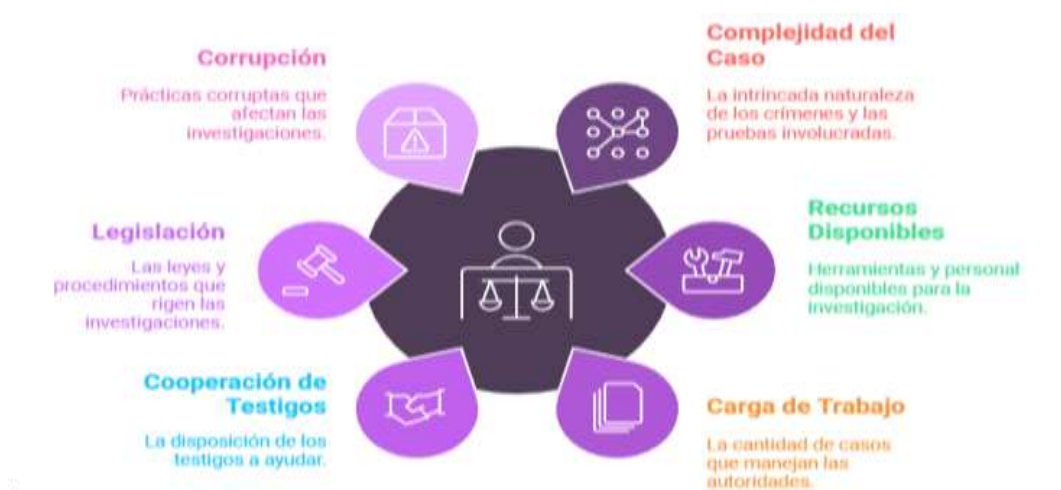 Corrupción
Prácticas corruptas que
afectan las
investigaciones.
Complejidad del
Caso
La intrincada naturaleza
de los crímenes y las
pruebas involucradas.
Legislación
Las leyes y
procedimientos que
rigen las
investigaciones.
Recursos
Disponibles
Herramientas y personal
disponibles para la
investigación.
Cooperación de
Testigos
La disposición de los
testigos a ayudar.
Carga de Trabajo
La cantidad de casos
que manejan las
autoridades.